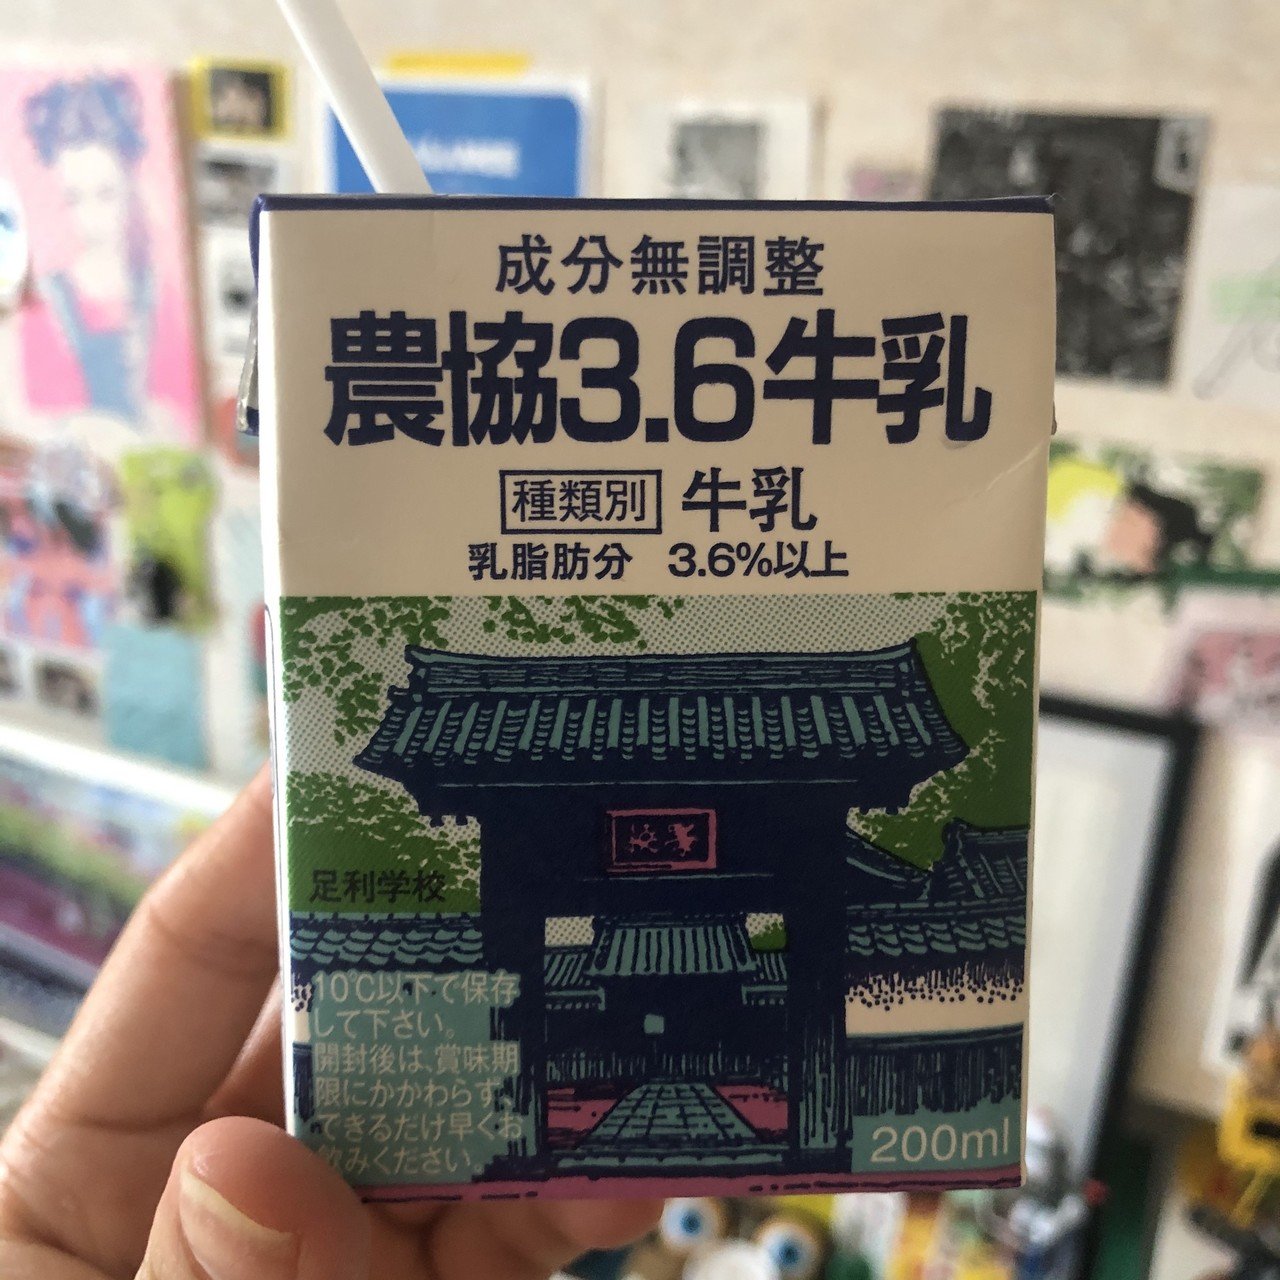 成分無調整
農協3.6牛乳
種類別 牛乳
乳脂肪分 3.6%以上
足利学校
10℃以下で保存
して下さい。
開封後は、賞味期
限にかかわらず、
できるだけ早くお
飲みください。
200ml